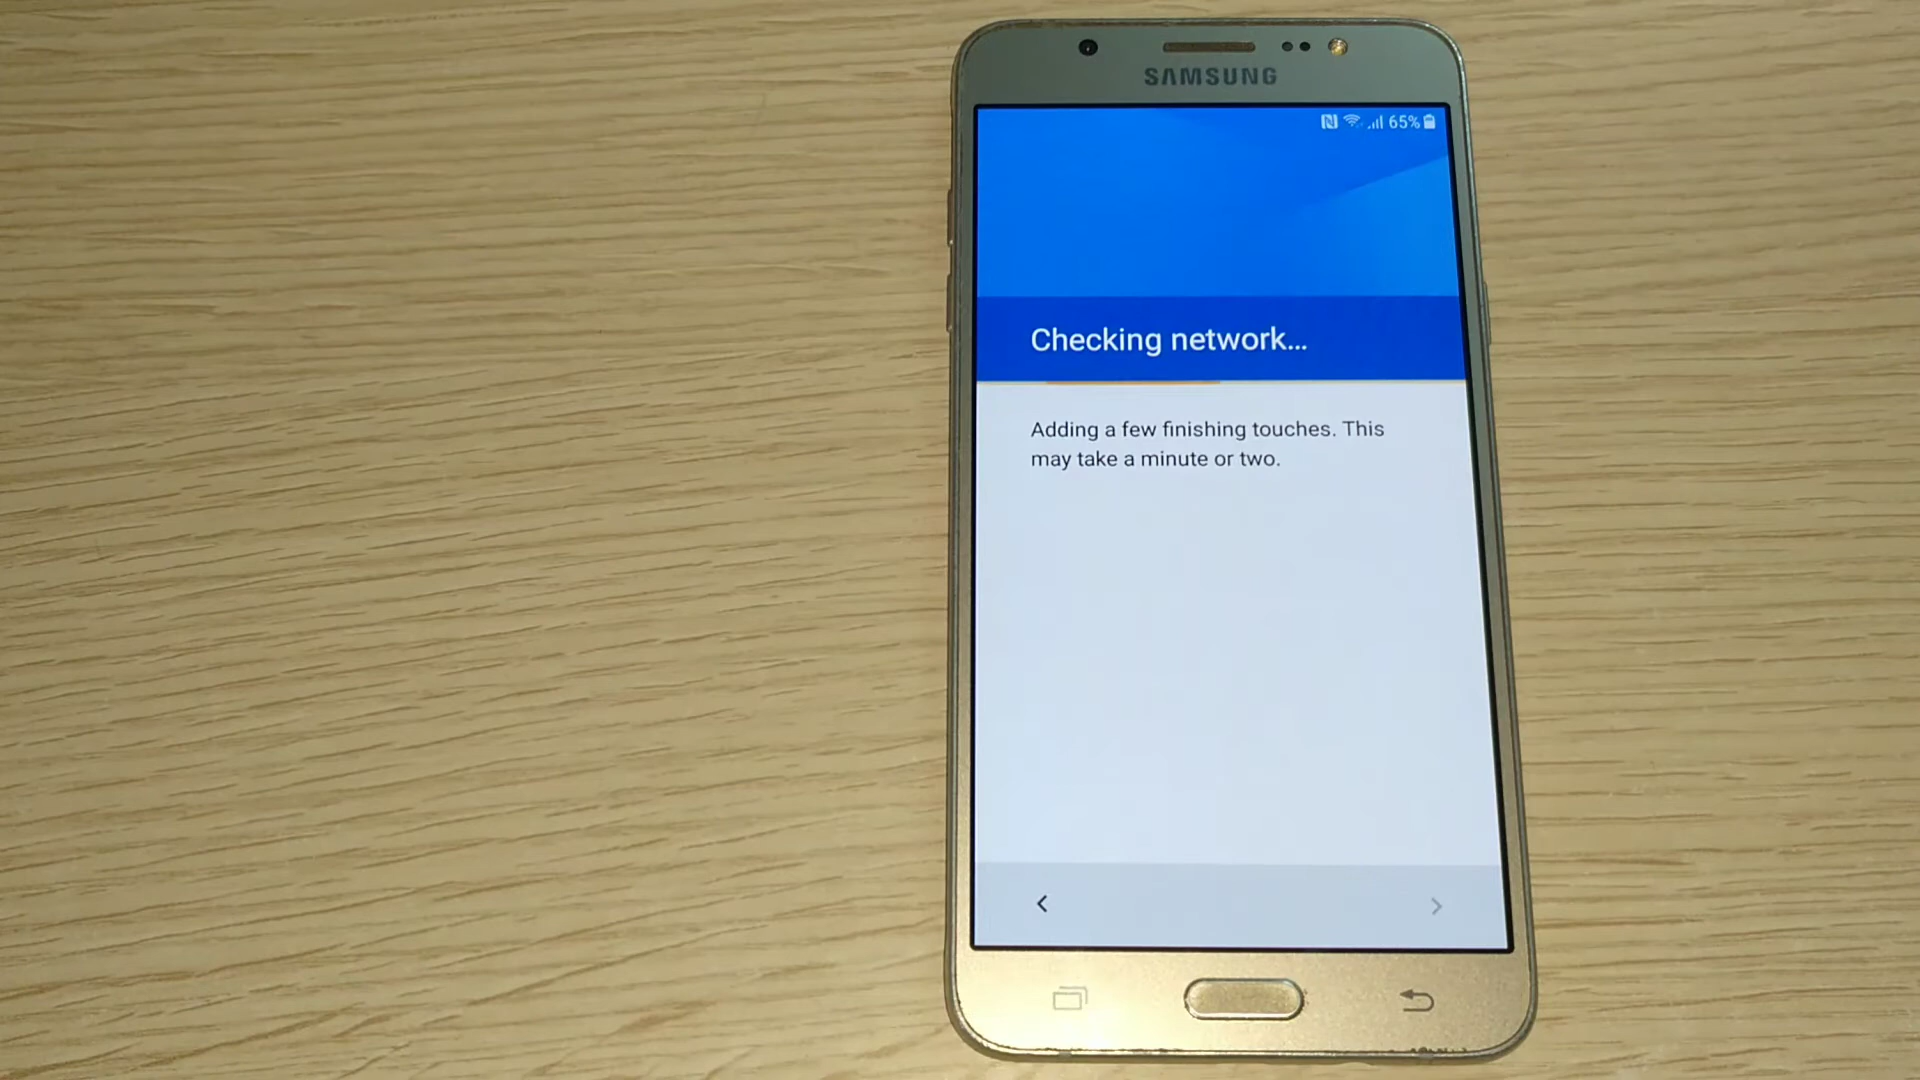 SAMSUNG
65%
Checking network...
Adding a few finishing touches. This
may take a minute or two.